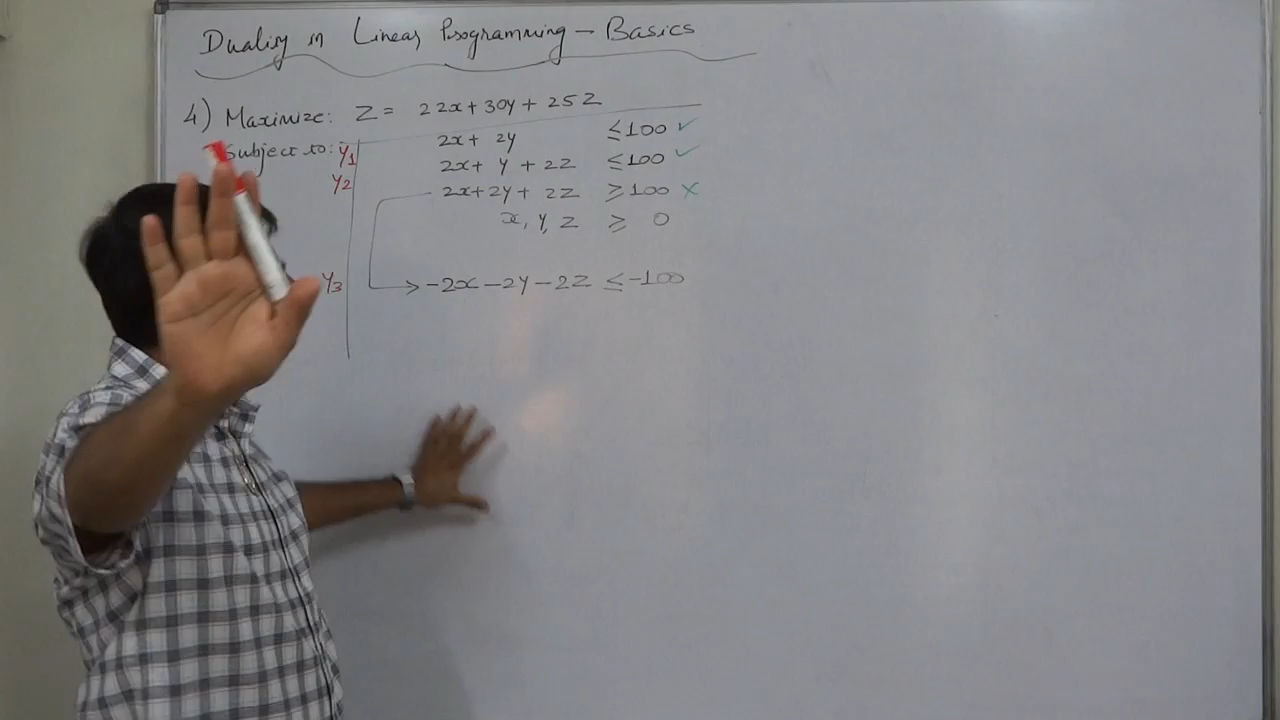 Duality in Linear Programming - Basics
4) Maximize: Z = 22x + 30y + 25z
Subject to: y1 2x + 2y ≤ 100 ✓
y2 2x + y + 2z ≤ 100 ✓
2x + 2y + 2z ≥ 100 ✗
x, y, z ≥ 0
y3 → -2x - 2y - 2z ≤ -100